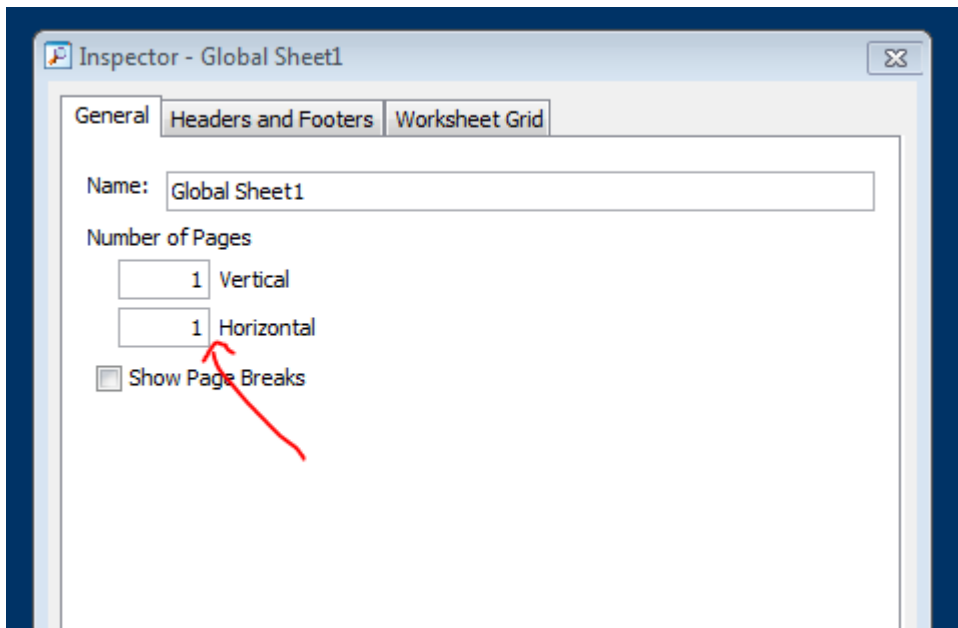 Inspector - Global Sheet1
General Headers and Footers Worksheet Grid
Name: Global Sheet1
Number of Pages
1 Vertical
1 Horizontal
Show Page Breaks